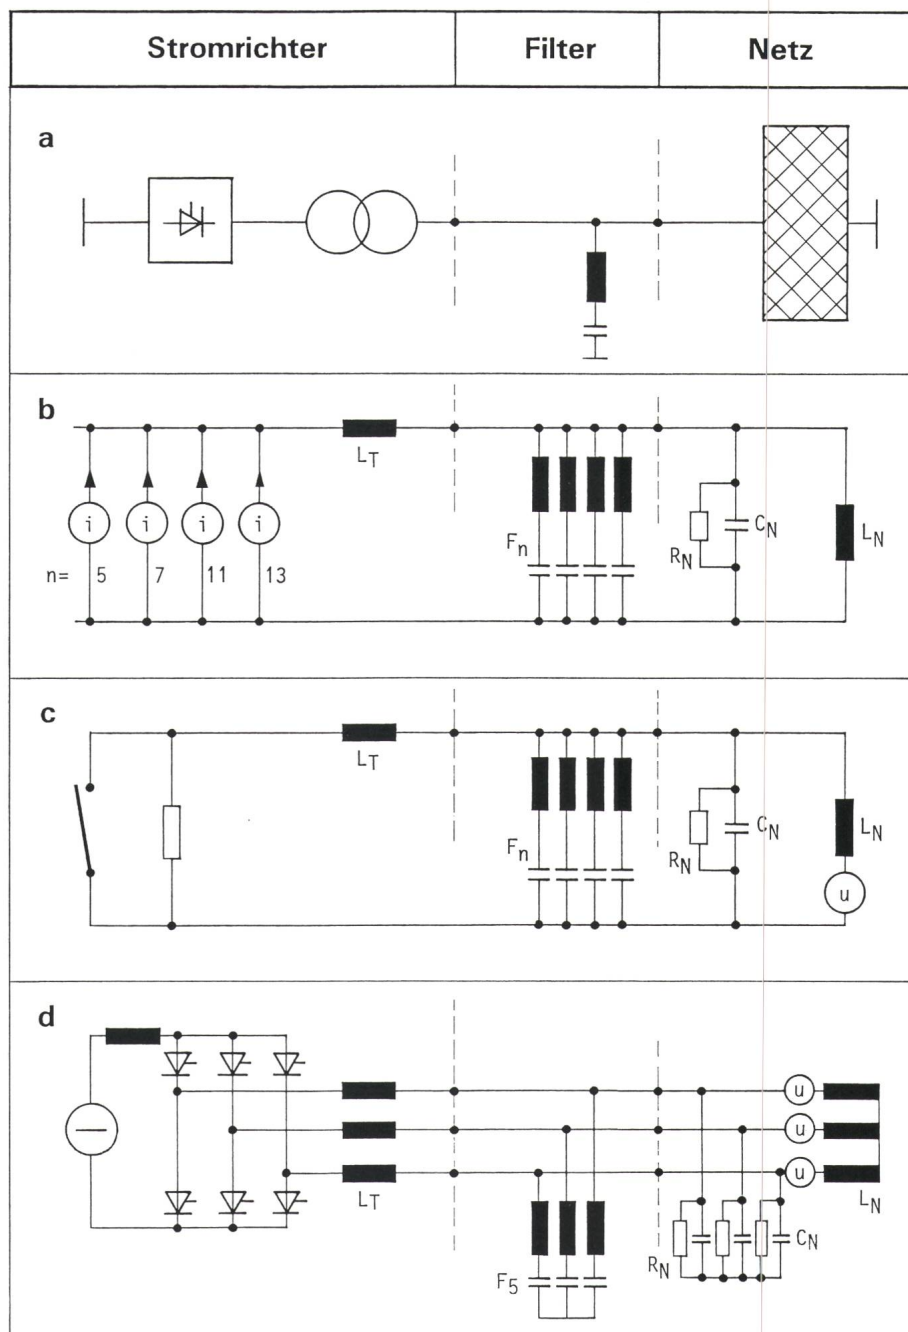 Stromrichter Filter Netz
a
b
L_T
i i i i
F_n
R_N C_N L_N
n= 5 7 11 13
c
L_T
F_n
R_N C_N L_N
u
d
u
u
u
L_T L_N
R_N C_N
F_5